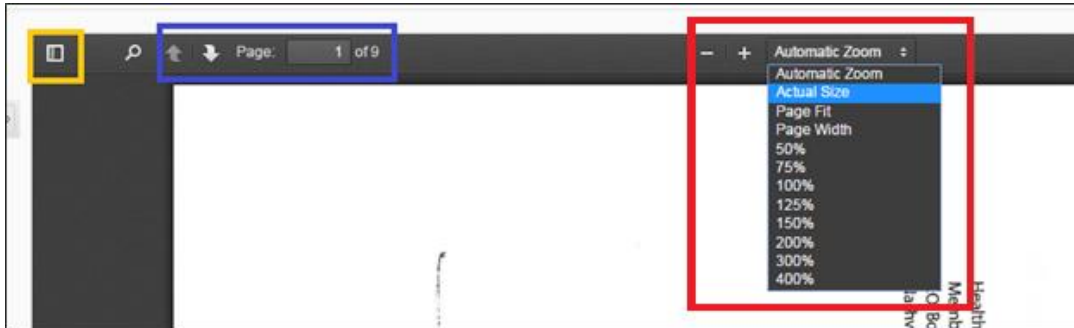 Page: 1 of 9
Automatic Zoom
Automatic Zoom
Actual Size
Page Fit
Page Width
50%
75%
100%
125%
150%
200%
300%
400%
Health
Memb